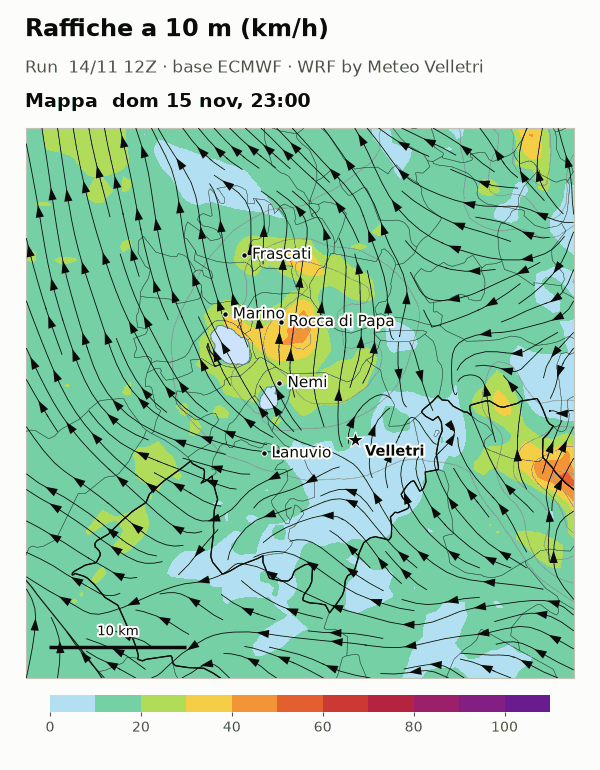 Raffiche a 10 m (km/h)
Run  14/11 12Z · base ECMWF · WRF by Meteo Velletri
Mappa  dom 15 nov, 23:00
Frascati
Marino
Rocca di Papa
Nemi
Velletri
Lanuvio
10 km
0 20 40 60 80 100